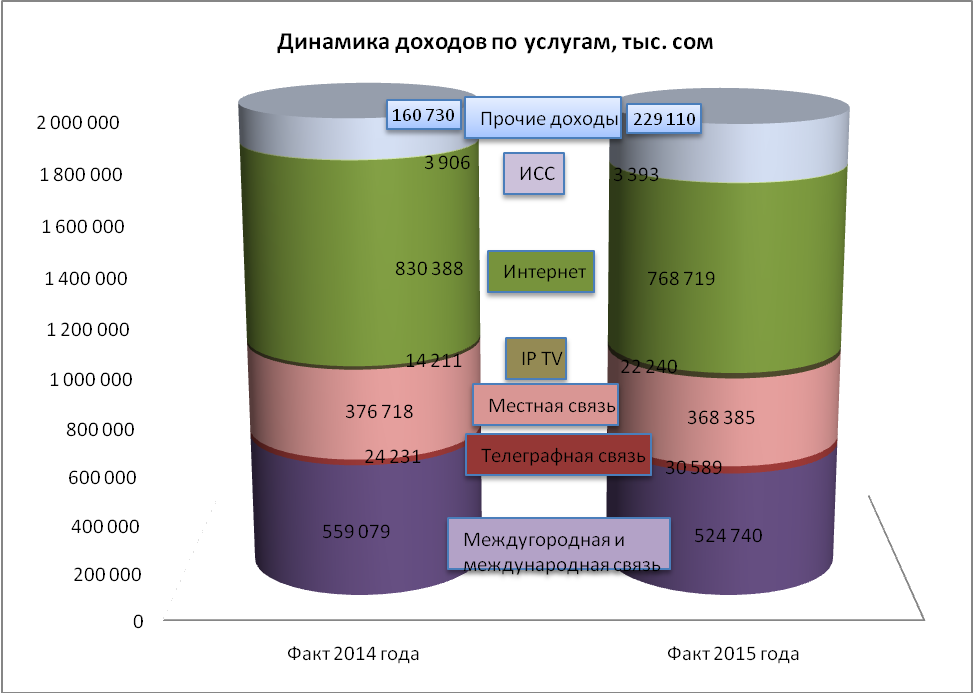 Динамика доходов по услугам, тыс. сом
2 000 000
1 800 000
1 600 000
1 400 000
1 200 000
1 000 000
800 000
600 000
400 000
200 000
0
160 730
Прочие доходы
229 110
3 906
ИСС
3 393
830 388
Интернет
768 719
14 211
IP TV
22 240
376 718
Местная связь
368 385
24 231
Телеграфная связь
30 589
559 079
Междугородная и
международная связь
524 740
Факт 2014 года
Факт 2015 года